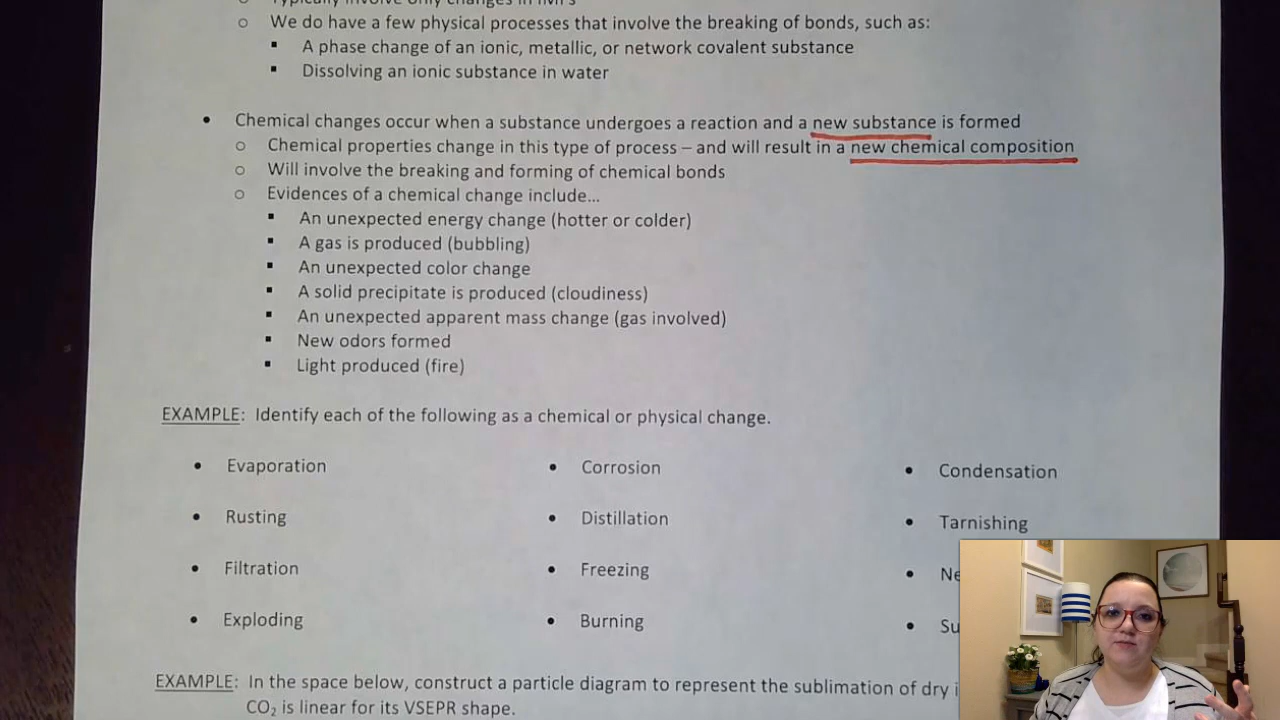 We do have a few physical processes that involve the breaking of bonds, such as:
A phase change of an ionic, metallic, or network covalent substance
Dissolving an ionic substance in water
Chemical changes occur when a substance undergoes a reaction and a new substance is formed
Chemical properties change in this type of process – and will result in a new chemical composition
Will involve the breaking and forming of chemical bonds
Evidences of a chemical change include...
An unexpected energy change (hotter or colder)
A gas is produced (bubbling)
An unexpected color change
A solid precipitate is produced (cloudiness)
An unexpected apparent mass change (gas involved)
New odors formed
Light produced (fire)
EXAMPLE: Identify each of the following as a chemical or physical change.
Evaporation
Corrosion
Condensation
Rusting
Distillation
Tarnishing
Filtration
Freezing
Ne
Exploding
Burning
Su
EXAMPLE: In the space below, construct a particle diagram to represent the sublimation of dry i
CO₂ is linear for its VSEPR shape.